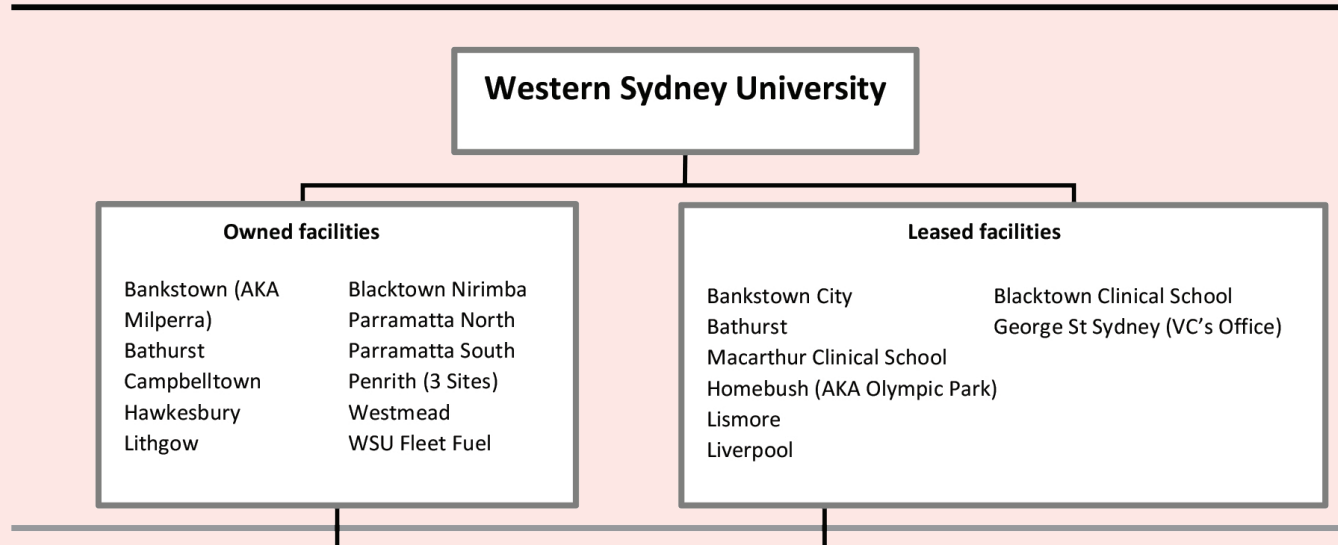 Western Sydney University
Owned facilities
Bankstown (AKA
Milperra)
Bathurst
Campbelltown
Hawkesbury
Lithgow
Blacktown Nirimba
Parramatta North
Parramatta South
Penrith (3 Sites)
Westmead
WSU Fleet Fuel
Leased facilities
Bankstown City
Bathurst
Macarthur Clinical School
Homebush (AKA Olympic Park)
Lismore
Liverpool
Blacktown Clinical School
George St Sydney (VC’s Office)